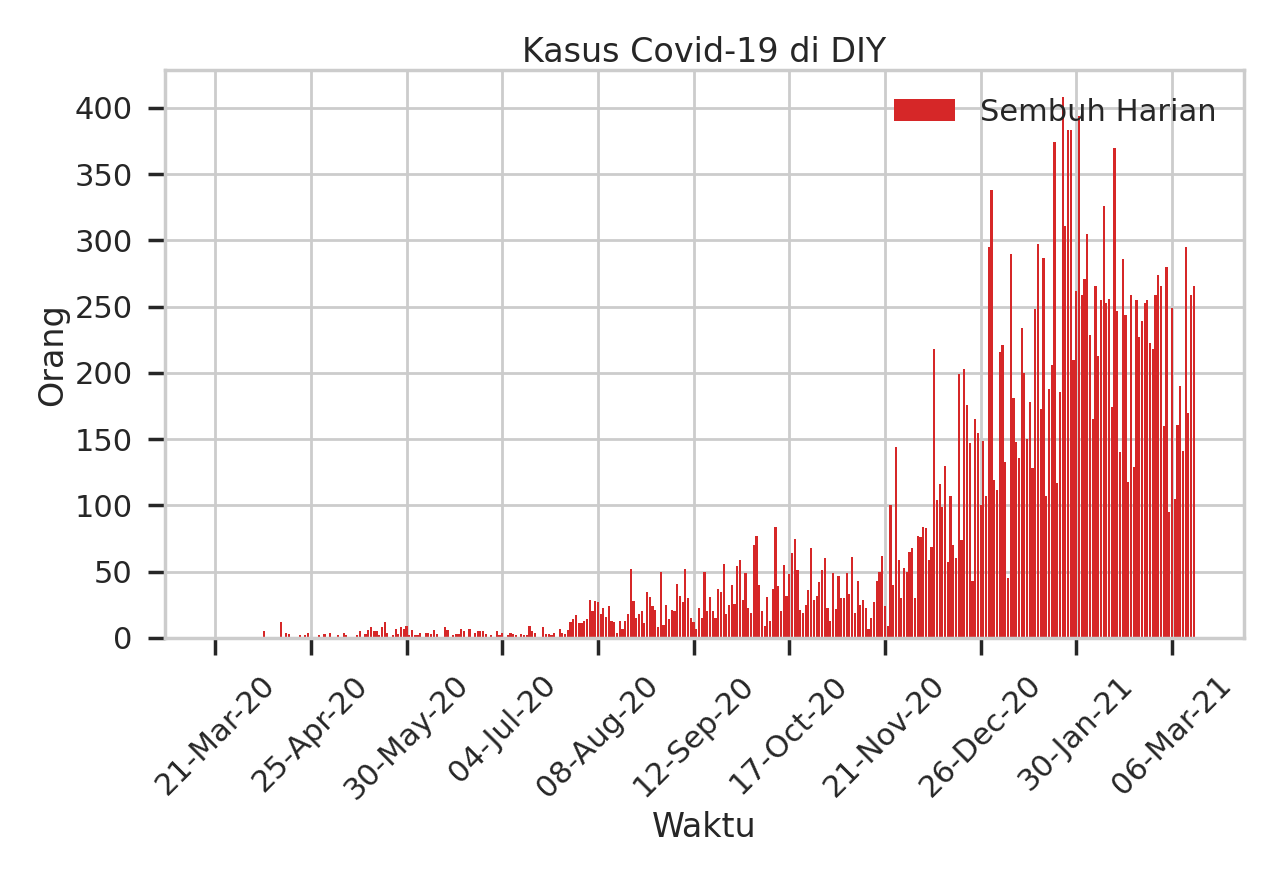 Kasus Covid-19 di DIY
Sembuh Harian
Orang
400
350
300
250
200
150
100
50
0
21-Mar-20
25-Apr-20
30-May-20
04-Jul-20
08-Aug-20
12-Sep-20
17-Oct-20
21-Nov-20
26-Dec-20
30-Jan-21
06-Mar-21
Waktu